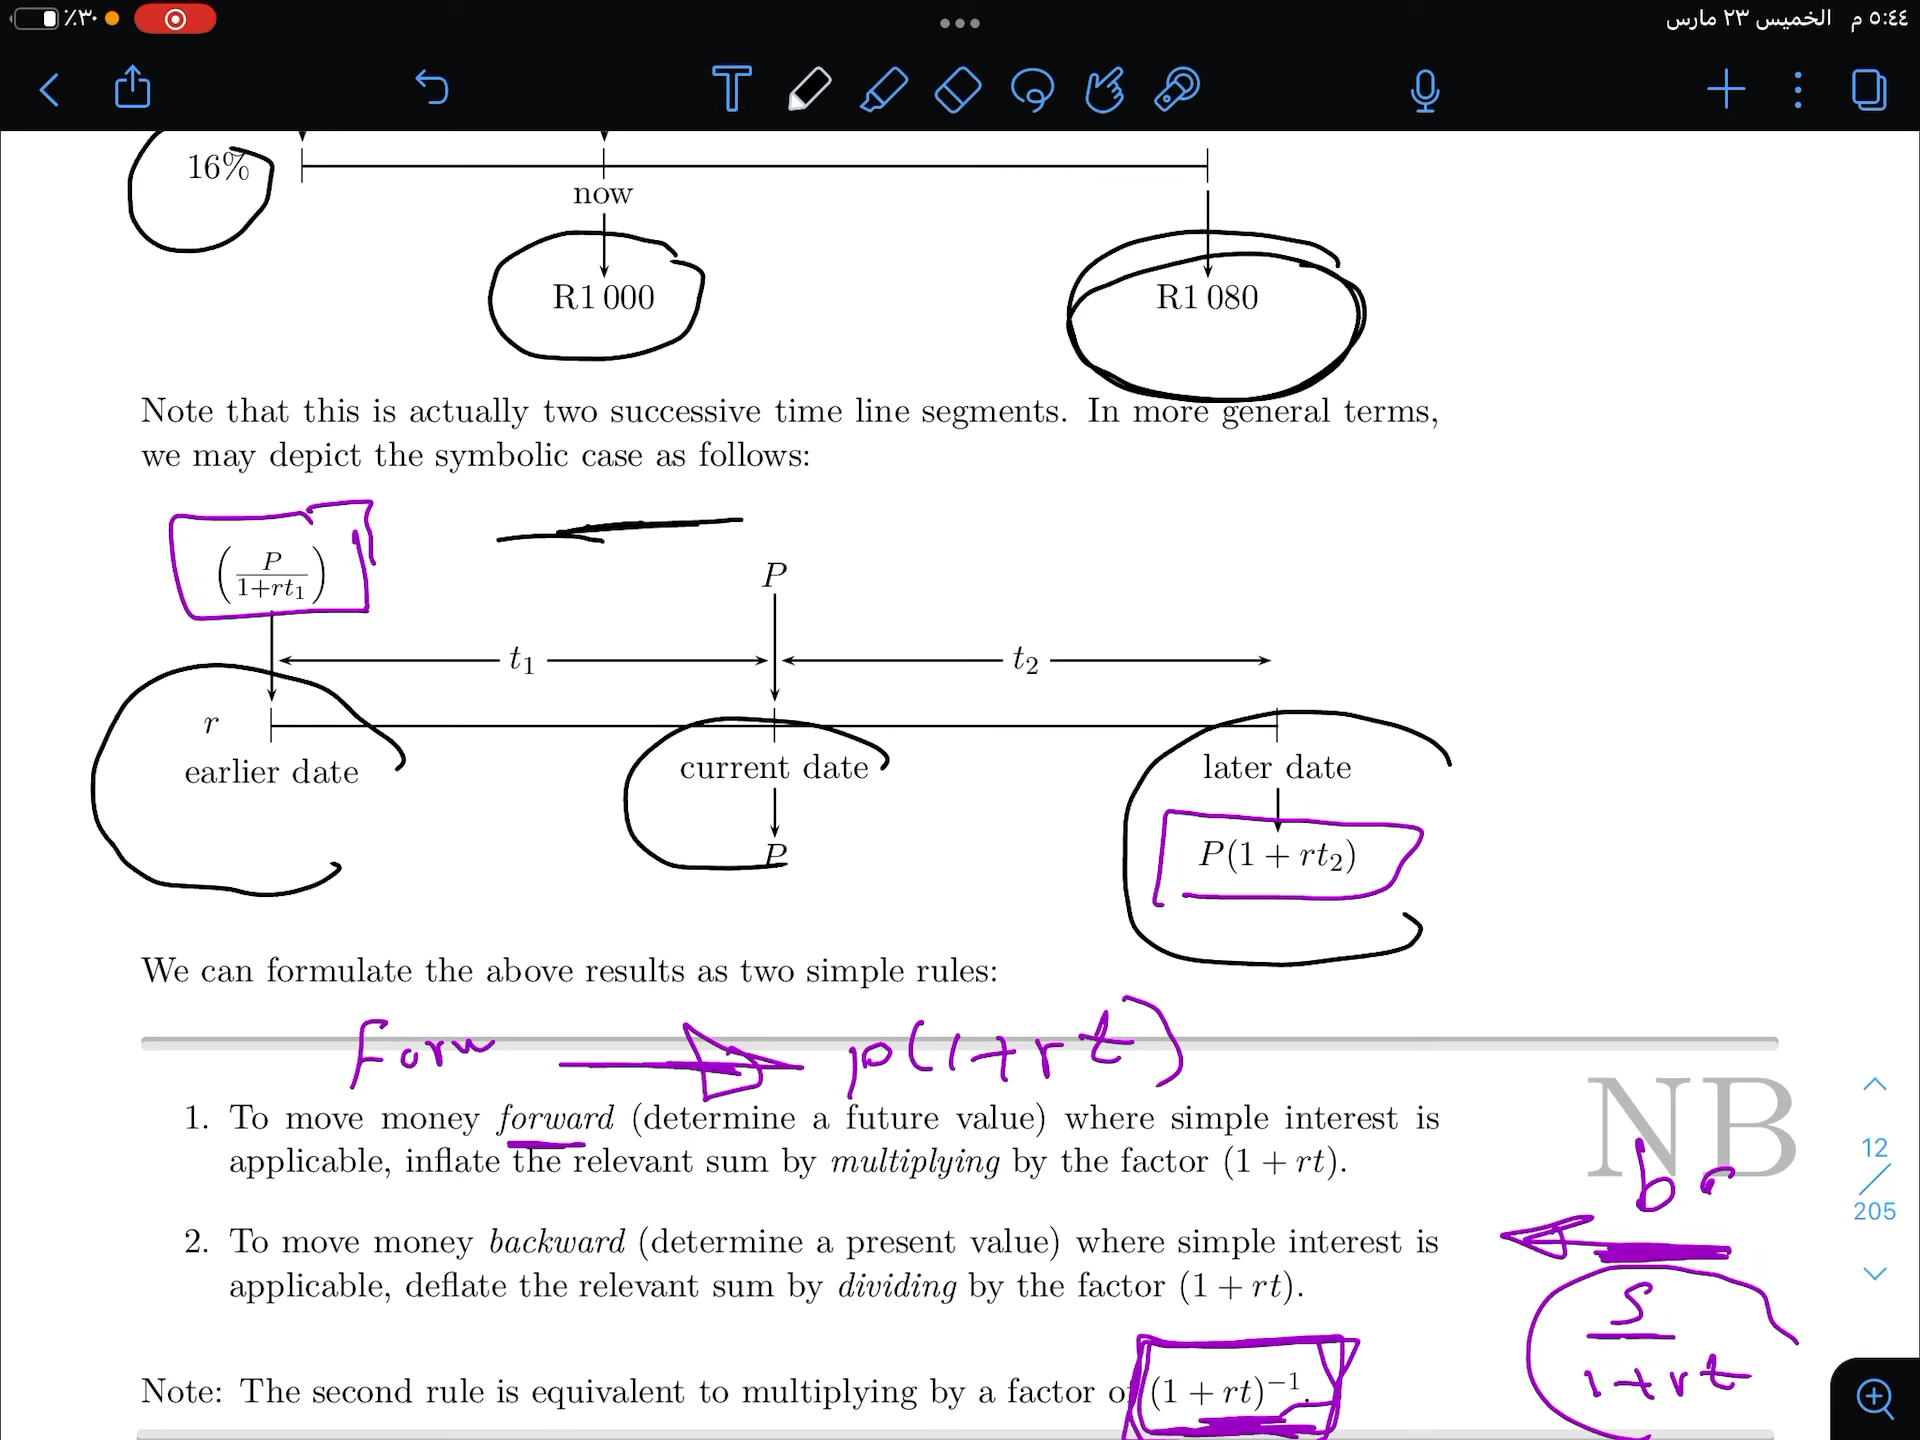 ٪٣٠
٥:٤٤ م الخميس ٢٣ مارس
T
16%
now
R1 000
R1 080
Note that this is actually two successive time line segments. In more general terms,
we may depict the symbolic case as follows:
(P/(1+rt₁))
P
t₁
t₂
r
earlier date
current date
later date
P
P(1 + rt₂)
We can formulate the above results as two simple rules:
Forw p(1+rt)
1. To move money forward (determine a future value) where simple interest is
applicable, inflate the relevant sum by multiplying by the factor (1 + rt).
NB
12
/
205
2. To move money backward (determine a present value) where simple interest is
applicable, deflate the relevant sum by dividing by the factor (1 + rt).
S
1+rt
Note: The second rule is equivalent to multiplying by a factor of (1 + rt)⁻¹.